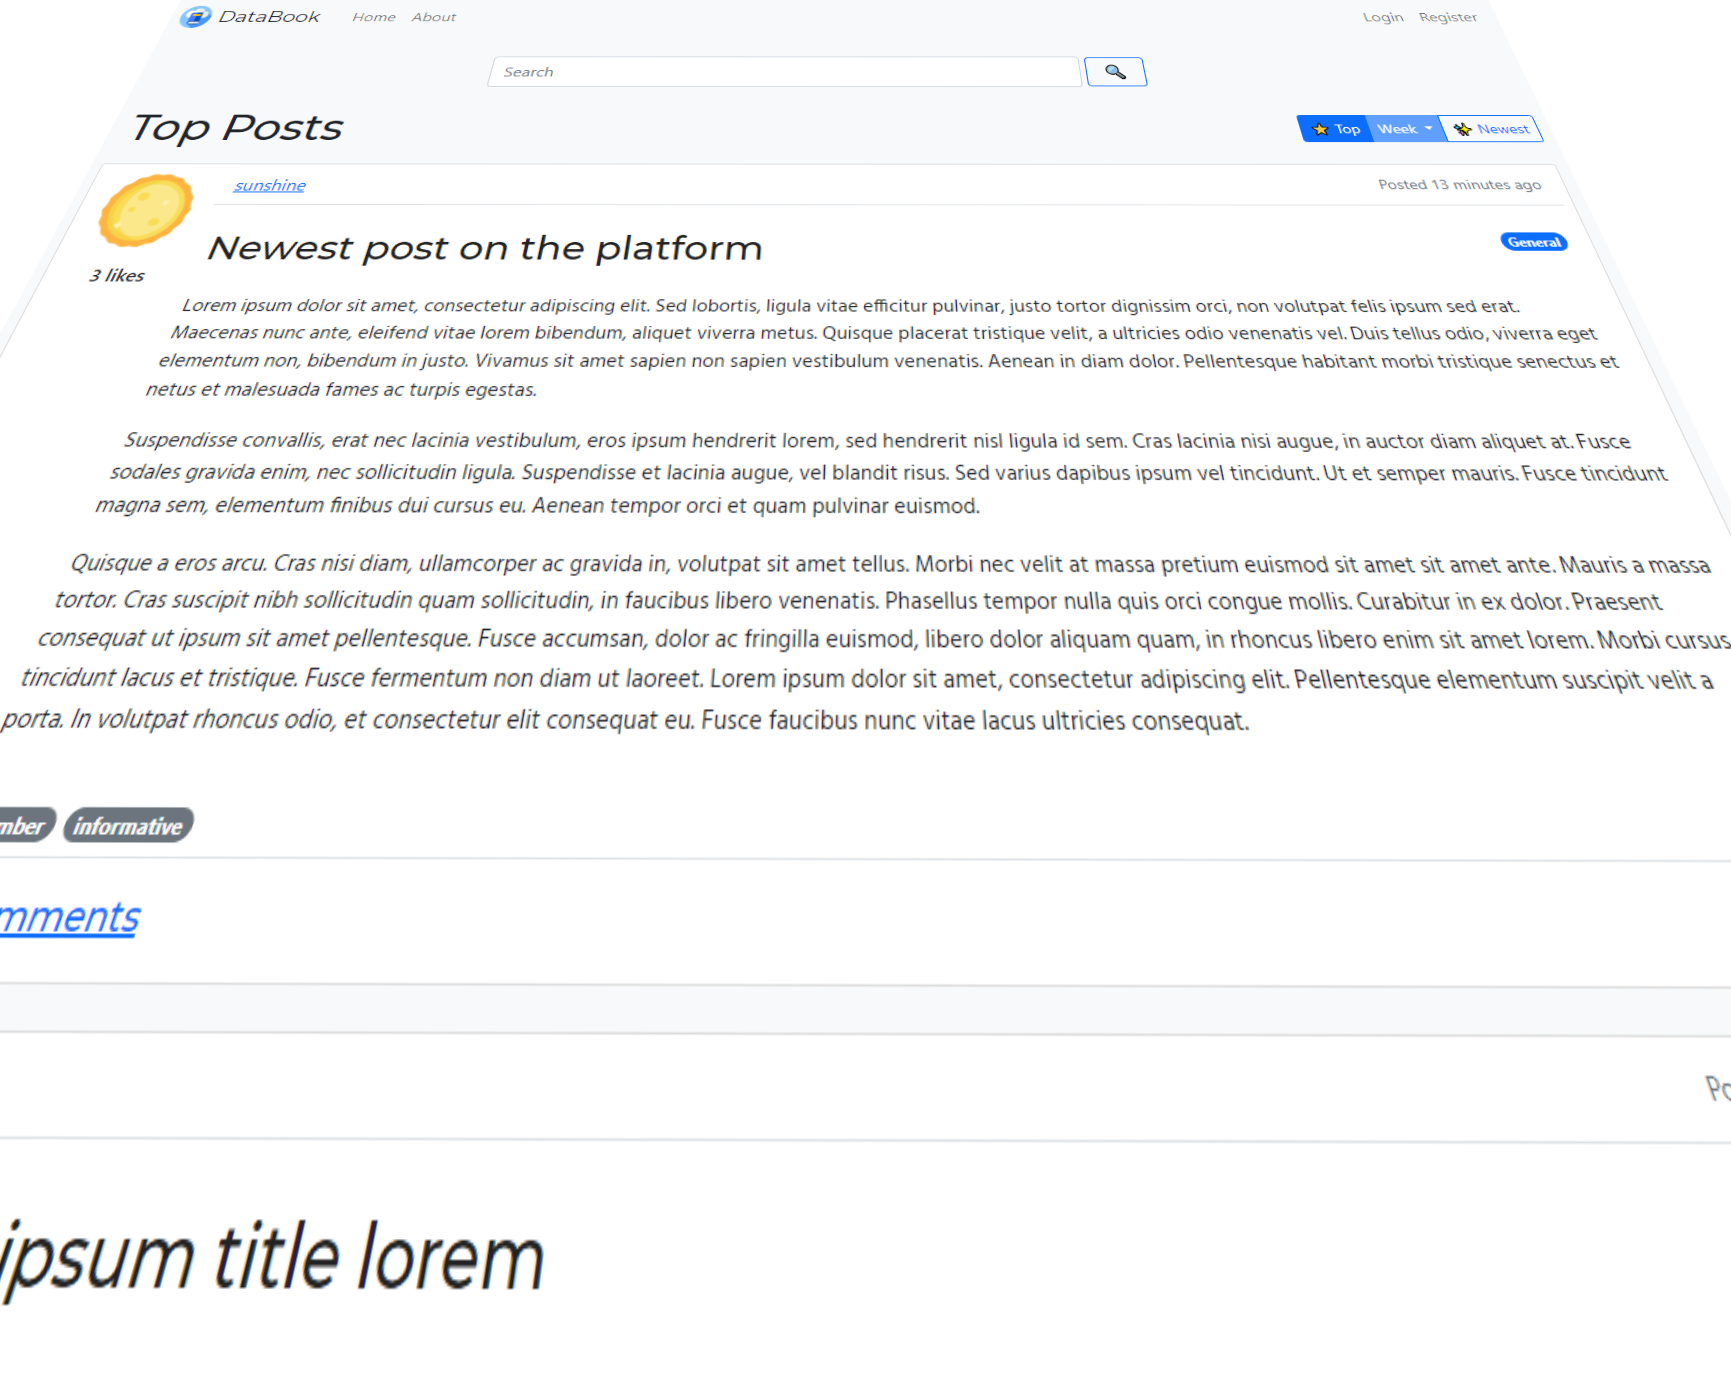 DataBook Home About Login Register
Search
Top Posts
Top Week Newest
sunshine Posted 13 minutes ago
Newest post on the platform General
3 likes
Lorem ipsum dolor sit amet, consectetur adipiscing elit. Sed lobortis, ligula vitae efficitur pulvinar, justo tortor dignissim orci, non volutpat felis ipsum sed erat.
Maecenas nunc ante, eleifend vitae lorem bibendum, aliquet viverra metus. Quisque placerat tristique velit, a ultricies odio venenatis vel. Duis tellus odio, viverra eget
elementum non, bibendum in justo. Vivamus sit amet sapien non sapien vestibulum venenatis. Aenean in diam dolor. Pellentesque habitant morbi tristique senectus et
netus et malesuada fames ac turpis egestas.
Suspendisse convallis, erat nec lacinia vestibulum, eros ipsum hendrerit lorem, sed hendrerit nisl ligula id sem. Cras lacinia nisi augue, in auctor diam aliquet at. Fusce
sodales gravida enim, nec sollicitudin ligula. Suspendisse et lacinia augue, vel blandit risus. Sed varius dapibus ipsum vel tincidunt. Ut et semper mauris. Fusce tincidunt
magna sem, elementum finibus dui cursus eu. Aenean tempor orci et quam pulvinar euismod.
Quisque a eros arcu. Cras nisi diam, ullamcorper ac gravida in, volutpat sit amet tellus. Morbi nec velit at massa pretium euismod sit amet sit amet ante. Mauris a massa
tortor. Cras suscipit nibh sollicitudin quam sollicitudin, in faucibus libero venenatis. Phasellus tempor nulla quis orci congue mollis. Curabitur in ex dolor. Praesent
consequat ut ipsum sit amet pellentesque. Fusce accumsan, dolor ac fringilla euismod, libero dolor aliquam quam, in rhoncus libero enim sit amet lorem. Morbi cursus
tincidunt lacus et tristique. Fusce fermentum non diam ut laoreet. Lorem ipsum dolor sit amet, consectetur adipiscing elit. Pellentesque elementum suscipit velit a
porta. In volutpat rhoncus odio, et consectetur elit consequat eu. Fusce faucibus nunc vitae lacus ultricies consequat.
mber informative
mments
Po
ipsum title lorem